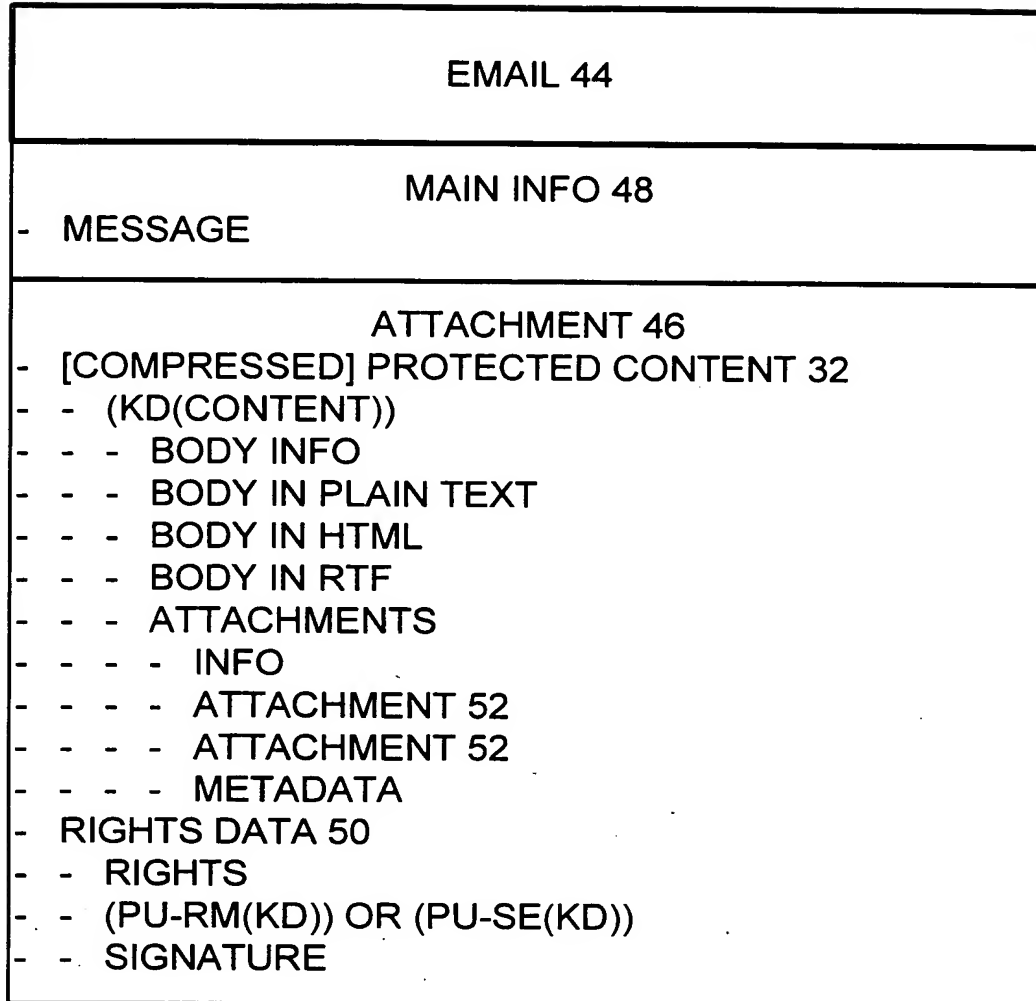 EMAIL 44
MAIN INFO 48
- MESSAGE
ATTACHMENT 46
- [COMPRESSED] PROTECTED CONTENT 32
- - (KD(CONTENT))
- - - BODY INFO
- - - BODY IN PLAIN TEXT
- - - BODY IN HTML
- - - BODY IN RTF
- - - ATTACHMENTS
- - - - INFO
- - - - ATTACHMENT 52
- - - - ATTACHMENT 52
- - - - METADATA
- RIGHTS DATA 50
- - RIGHTS
- - (PU-RM(KD)) OR (PU-SE(KD))
- - SIGNATURE